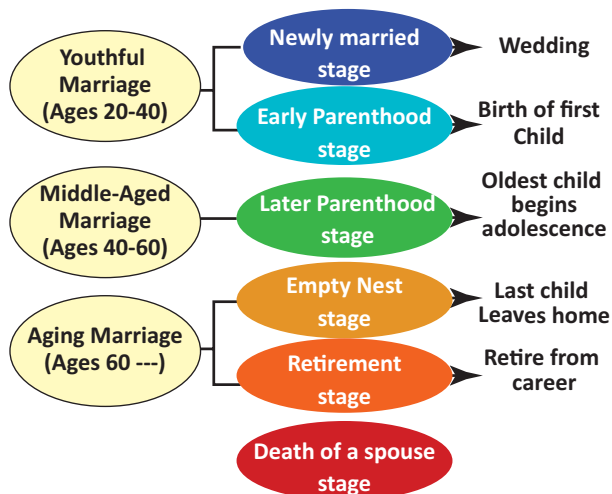 Youthful
Marriage
(Ages 20-40)
Newly married
stage
Wedding
Early Parenthood
stage
Birth of first
Child
Middle-Aged
Marriage
(Ages 40-60)
Later Parenthood
stage
Oldest child
begins
adolescence
Aging Marriage
(Ages 60 ---)
Empty Nest
stage
Last child
Leaves home
Retirement
stage
Retire from
career
Death of a spouse
stage